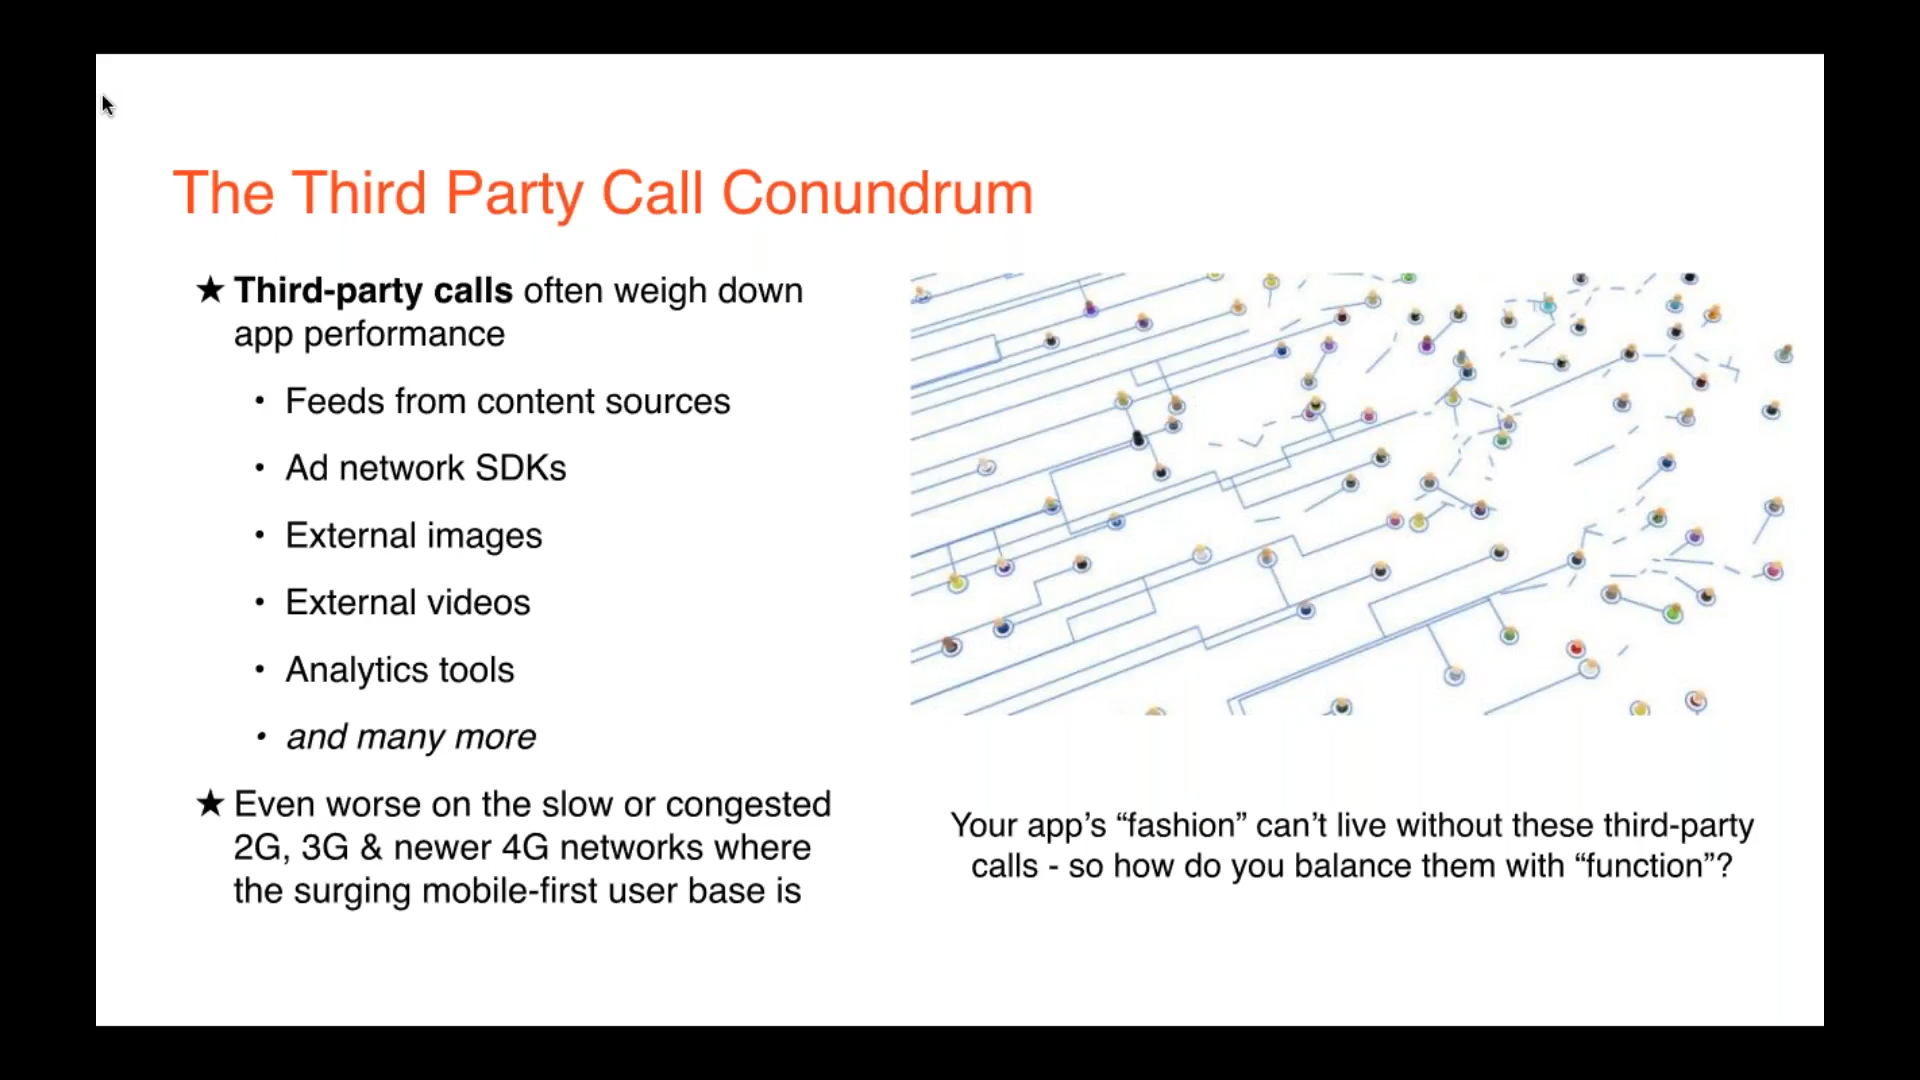 The Third Party Call Conundrum
★ Third-party calls often weigh down
app performance
• Feeds from content sources
• Ad network SDKs
• External images
• External videos
• Analytics tools
• and many more
★ Even worse on the slow or congested
2G, 3G & newer 4G networks where
the surging mobile-first user base is
Your app’s “fashion” can’t live without these third-party
calls - so how do you balance them with “function”?